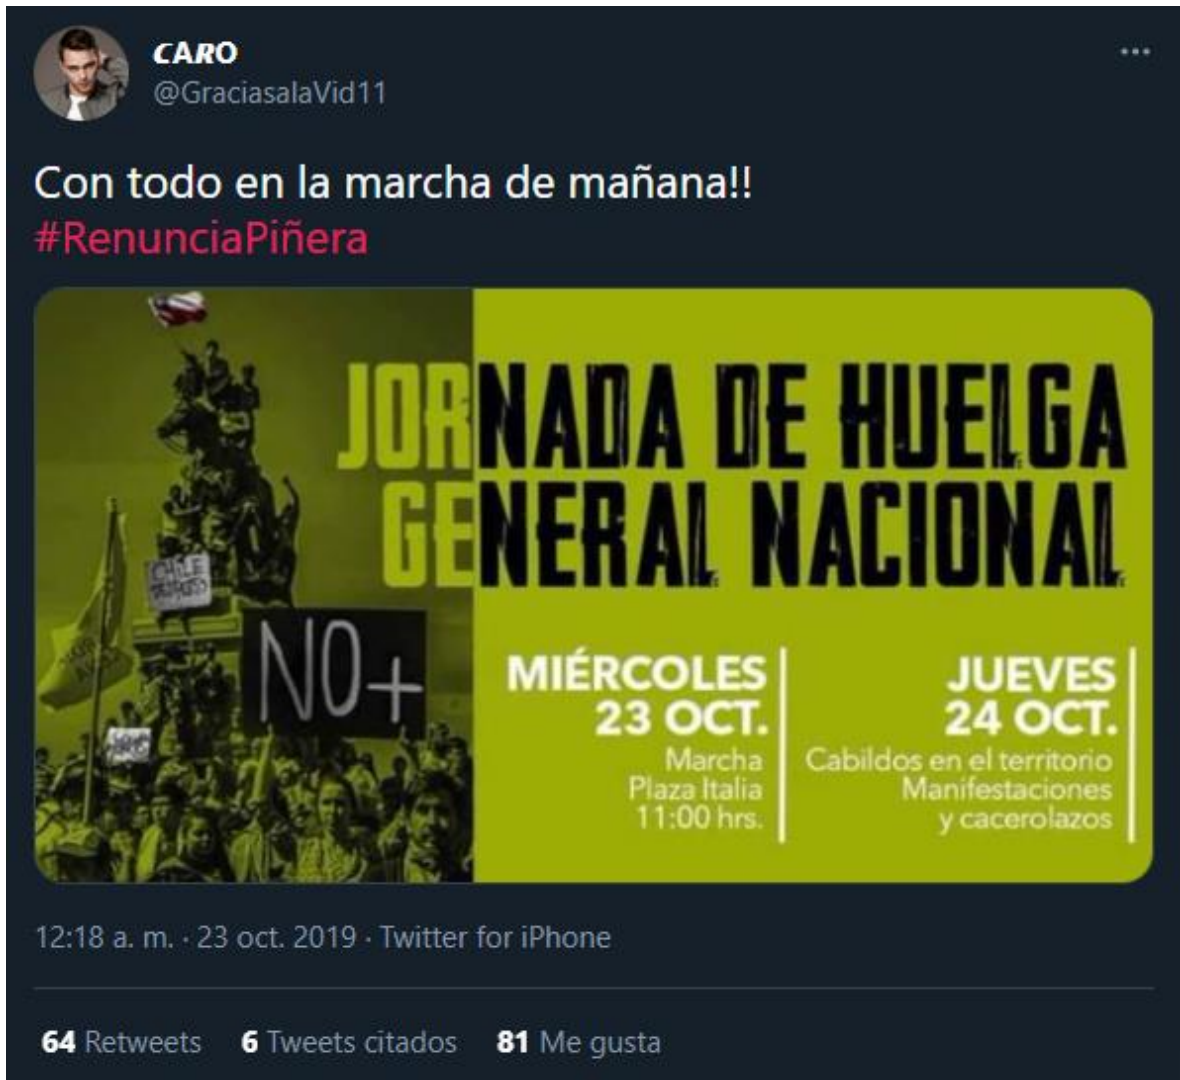 CARO
@GraciasalaVid11
Con todo en la marcha de mañana!!
#RenunciaPiñera
JORNADA DE HUELGA
GENERAL NACIONAL
CHILE
NO+
MIÉRCOLES
23 OCT.
Marcha
Plaza Italia
11:00 hrs.
JUEVES
24 OCT.
Cabildos en el territorio
Manifestaciones
y cacerolazos
12:18 a. m. · 23 oct. 2019 · Twitter for iPhone
64 Retweets 6 Tweets citados 81 Me gusta